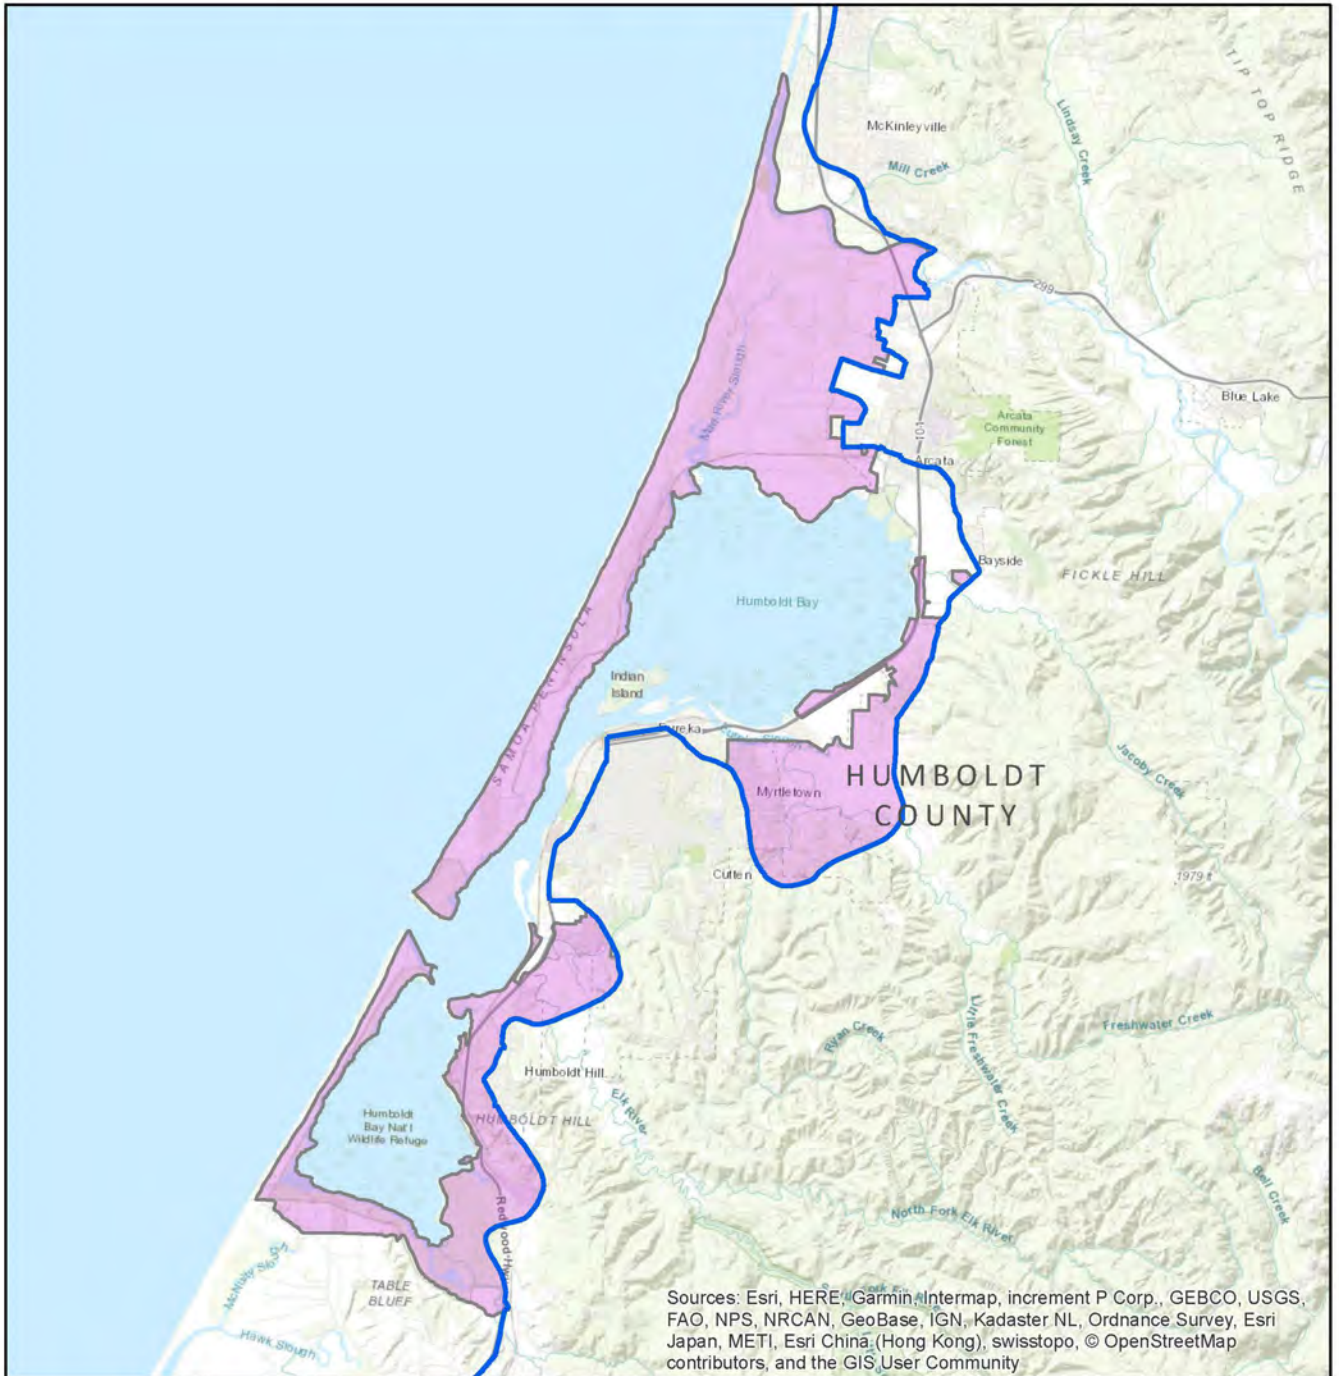 McKinleyville
TIP TOP RIDGE
Lindsay Creek
Mill Creek
299
Blue Lake
Mad River Slough
101
Arcata
Community
Forest
Arcata
Bayside
FICKLE HILL
Humboldt Bay
Indian
Island
SAMOA PENINSULA
Eureka
Eureka Slough
Jacoby Creek
HUMBOLDT
COUNTY
Myrtletown
Cutten
1979 ft
Little Freshwater Creek
Freshwater Creek
Ryan Creek
Humboldt Hill
Elk River
HUMBOLDT HILL
Humboldt
Bay Nat'l
Wildlife Refuge
Bell Creek
North Fork Elk River
Redwood Hwy
McNulty Slough
TABLE
BLUFF
Hawk Slough
Sources: Esri, HERE, Garmin, Intermap, increment P Corp., GEBCO, USGS,
FAO, NPS, NRCAN, GeoBase, IGN, Kadaster NL, Ordnance Survey, Esri
Japan, METI, Esri China (Hong Kong), swisstopo, © OpenStreetMap
contributors, and the GIS User Community